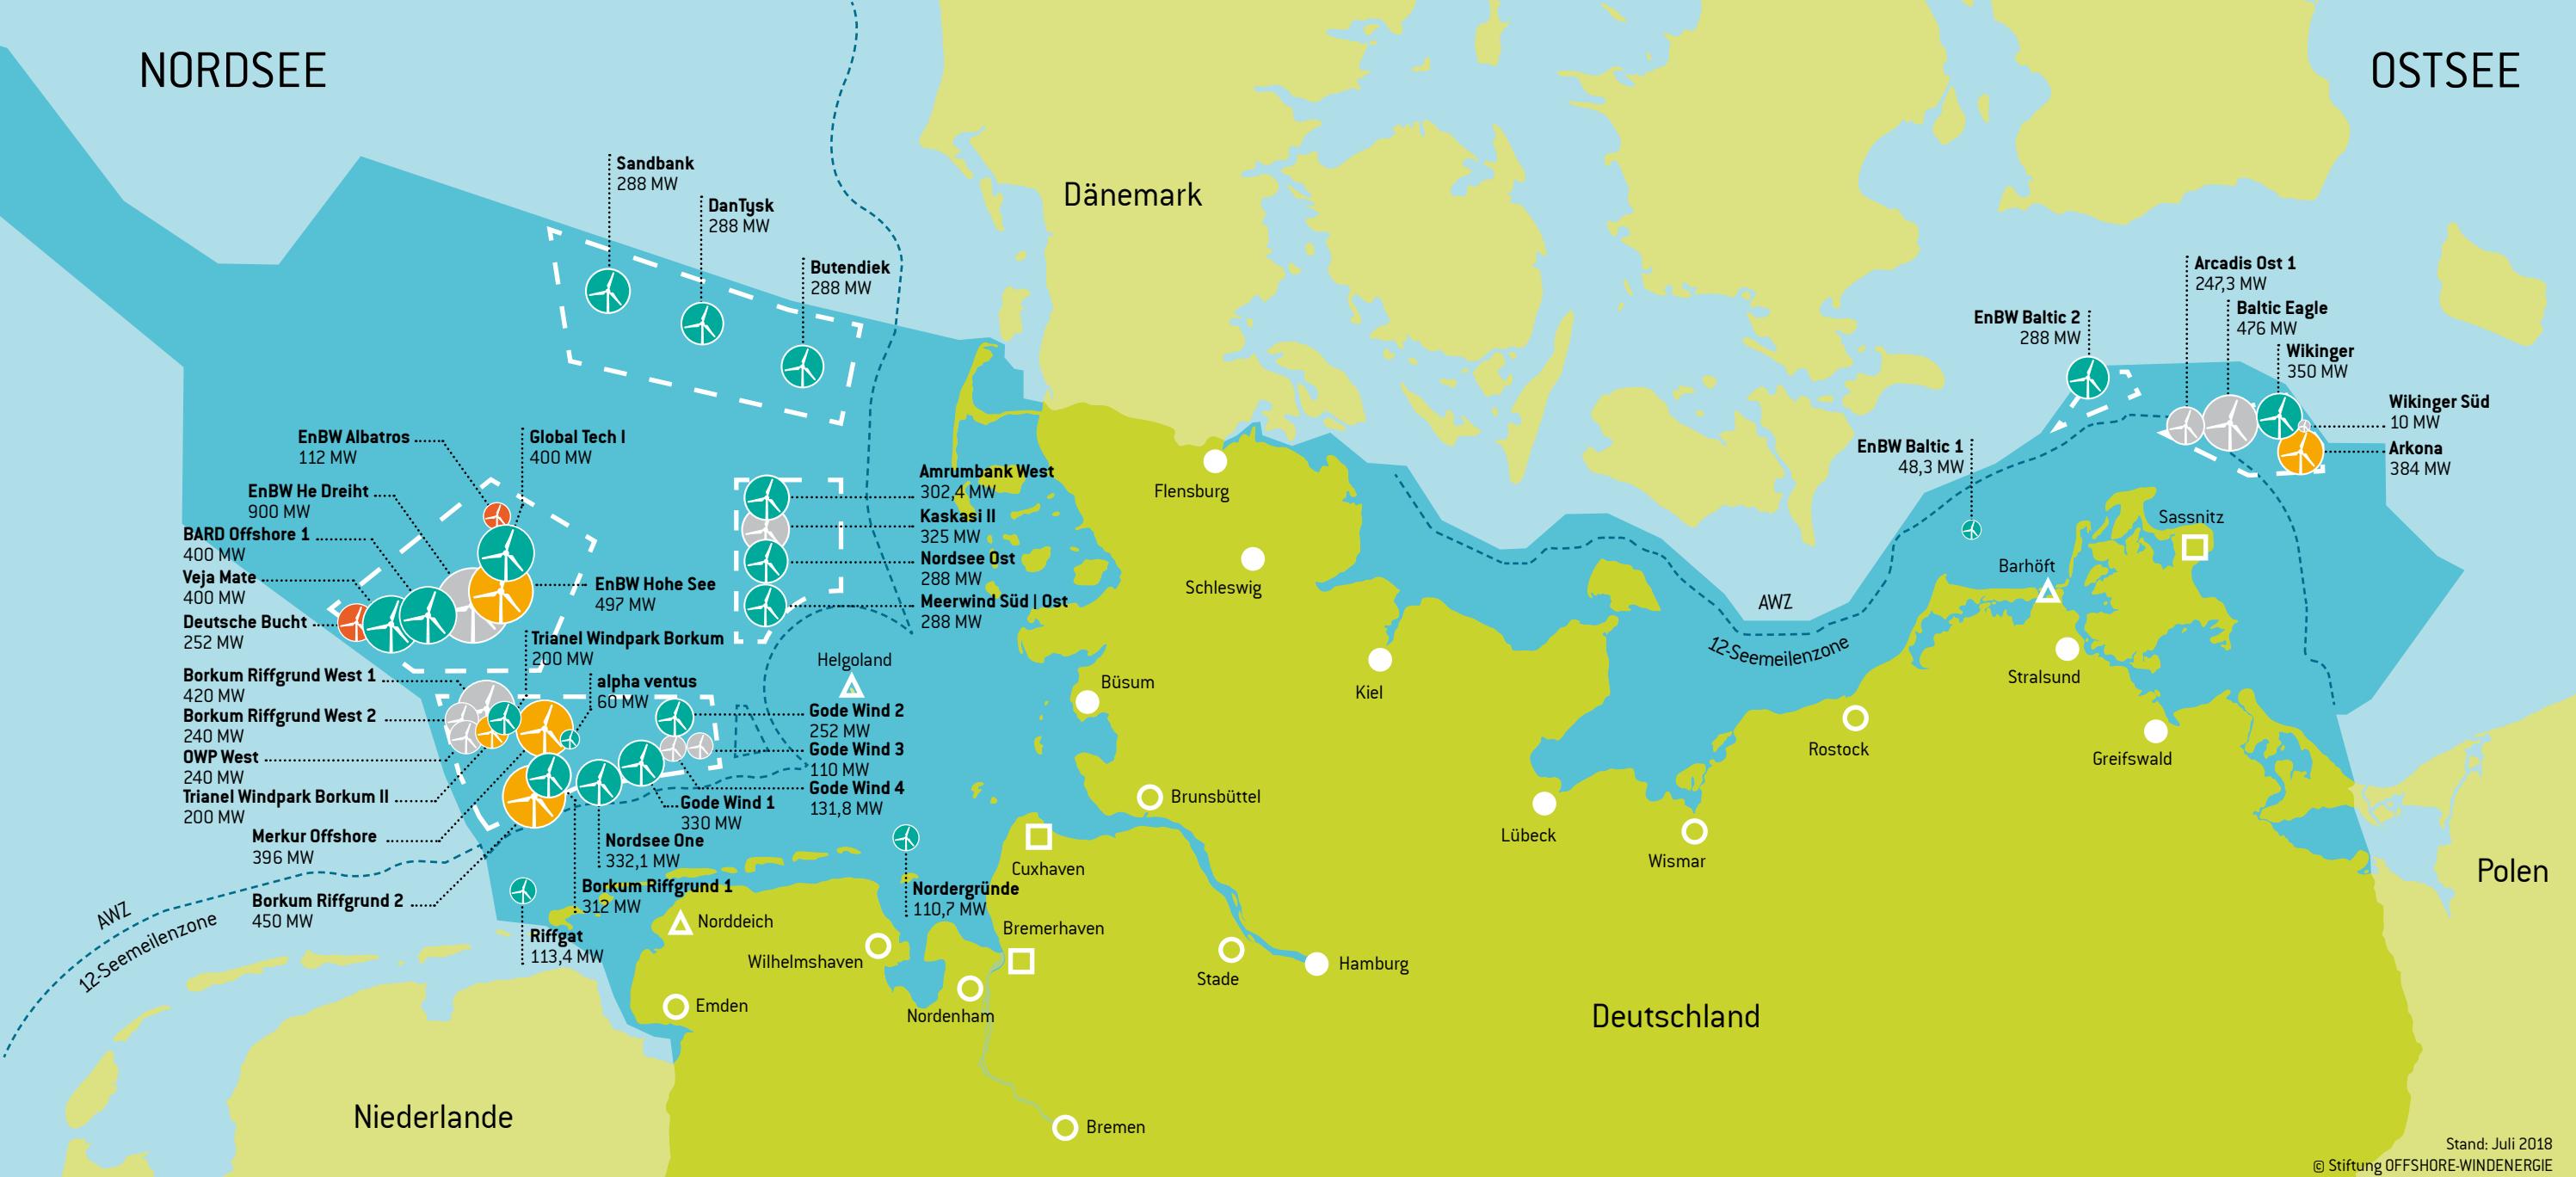 NORDSEE
OSTSEE
Dänemark
Sandbank
288 MW
DanTysk
288 MW
Butendiek
288 MW
EnBW Albatros
112 MW
Global Tech I
400 MW
EnBW He Dreiht
900 MW
BARD Offshore 1
400 MW
Veja Mate
400 MW
Deutsche Bucht
252 MW
EnBW Hohe See
497 MW
Trianel Windpark Borkum
200 MW
Borkum Riffgrund West 1
420 MW
Borkum Riffgrund West 2
240 MW
OWP West
240 MW
Trianel Windpark Borkum II
200 MW
Merkur Offshore
396 MW
Borkum Riffgrund 2
450 MW
alpha ventus
60 MW
Gode Wind 2
252 MW
Gode Wind 3
110 MW
Gode Wind 4
131,8 MW
Gode Wind 1
330 MW
Nordsee One
332,1 MW
Borkum Riffgrund 1
312 MW
Riffgat
113,4 MW
Nordergründe
110,7 MW
Amrumbank West
302,4 MW
Kaskasi II
325 MW
Nordsee Ost
288 MW
Meerwind Süd | Ost
288 MW
Helgoland
Büsum
Flensburg
Schleswig
Kiel
Brunsbüttel
Cuxhaven
Bremerhaven
Norddeich
Wilhelmshaven
Emden
Nordenham
Stade
Hamburg
Bremen
Lübeck
Wismar
Rostock
AWZ
12-Seemeilenzone
AWZ
12-Seemeilenzone
EnBW Baltic 1
48,3 MW
EnBW Baltic 2
288 MW
Arcadis Ost 1
247,3 MW
Baltic Eagle
476 MW
Wikinger
350 MW
Wikinger Süd
10 MW
Arkona
384 MW
Sassnitz
Barhöft
Stralsund
Greifswald
Niederlande
Deutschland
Polen
Stand: Juli 2018
© Stiftung OFFSHORE-WINDENERGIE